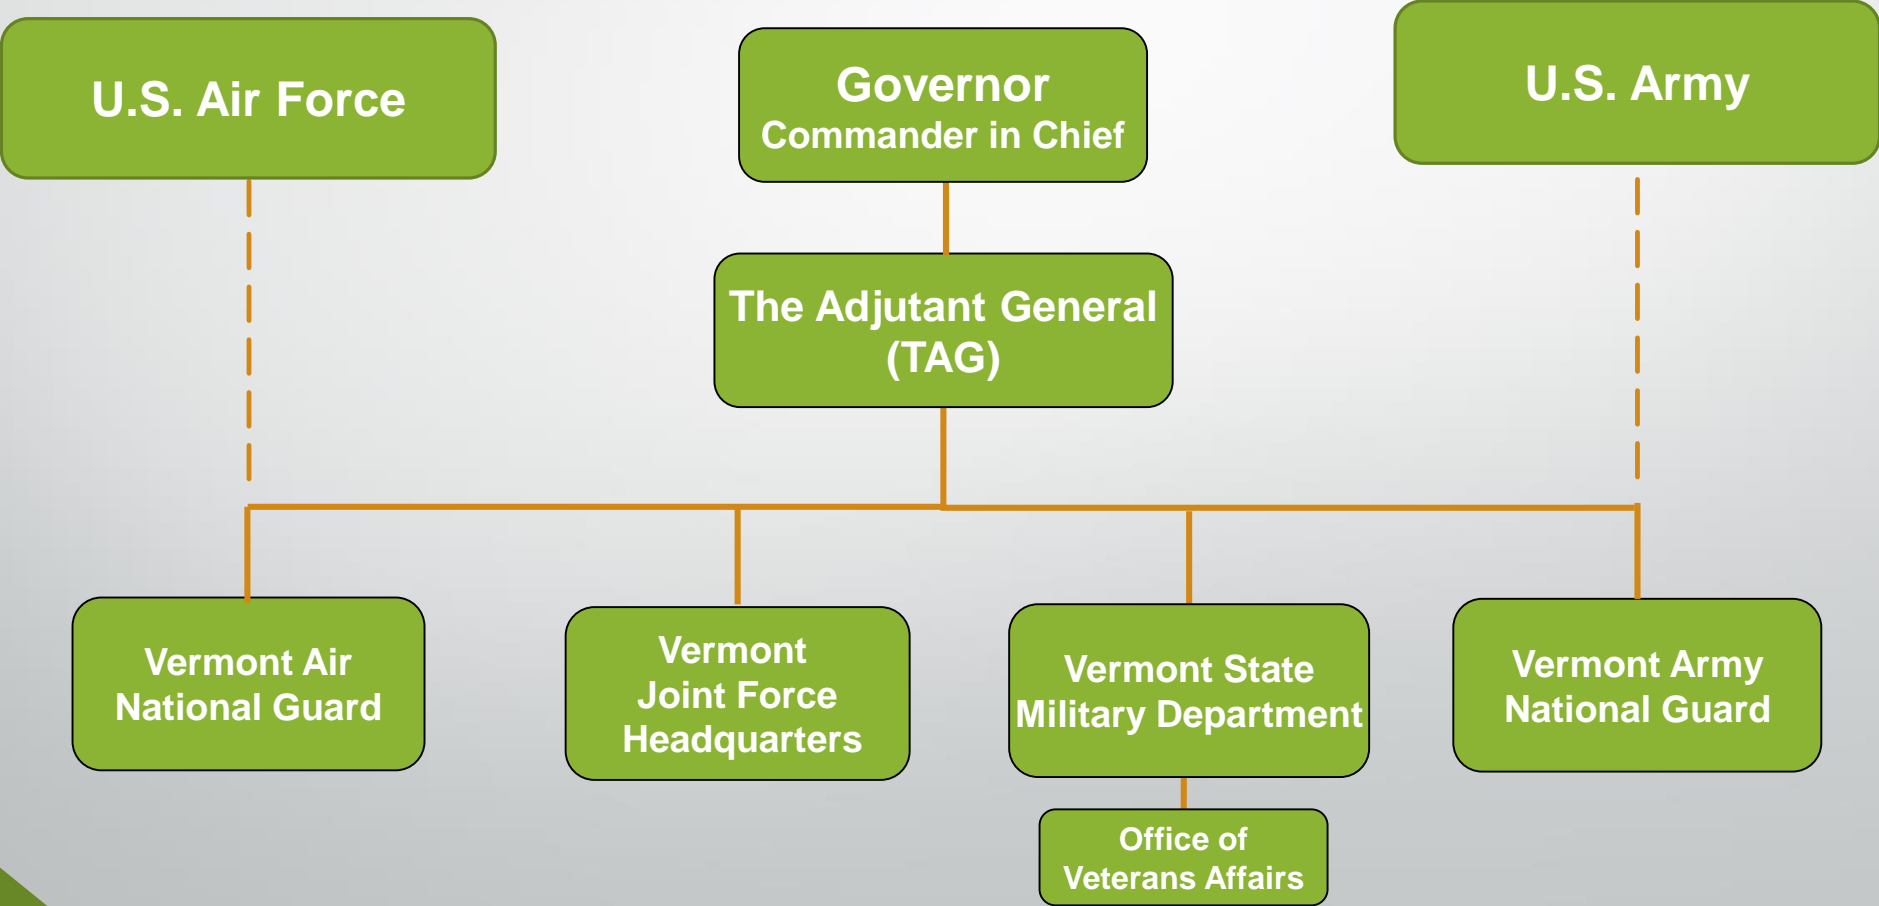 U.S. Air Force
Governor
Commander in Chief
U.S. Army
The Adjutant General
(TAG)
Vermont Air
National Guard
Vermont
Joint Force
Headquarters
Vermont State
Military Department
Vermont Army
National Guard
Office of
Veterans Affairs